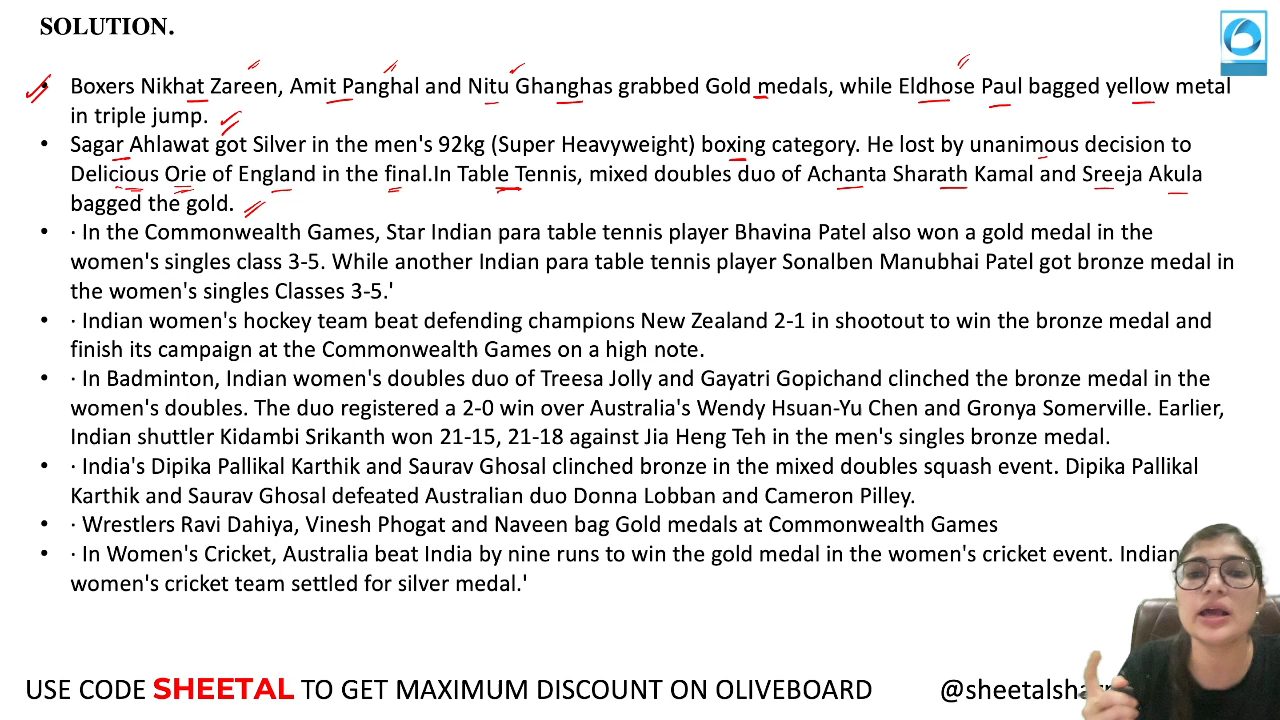 SOLUTION.
• Boxers Nikhat Zareen, Amit Panghal and Nitu Ghanghas grabbed Gold medals, while Eldhose Paul bagged yellow metal
in triple jump.
• Sagar Ahlawat got Silver in the men's 92kg (Super Heavyweight) boxing category. He lost by unanimous decision to
Delicious Orie of England in the final.In Table Tennis, mixed doubles duo of Achanta Sharath Kamal and Sreeja Akula
bagged the gold.
• · In the Commonwealth Games, Star Indian para table tennis player Bhavina Patel also won a gold medal in the
women's singles class 3-5. While another Indian para table tennis player Sonalben Manubhai Patel got bronze medal in
the women's singles Classes 3-5.'
• · Indian women's hockey team beat defending champions New Zealand 2-1 in shootout to win the bronze medal and
finish its campaign at the Commonwealth Games on a high note.
• · In Badminton, Indian women's doubles duo of Treesa Jolly and Gayatri Gopichand clinched the bronze medal in the
women's doubles. The duo registered a 2-0 win over Australia's Wendy Hsuan-Yu Chen and Gronya Somerville. Earlier,
Indian shuttler Kidambi Srikanth won 21-15, 21-18 against Jia Heng Teh in the men's singles bronze medal.
• · India's Dipika Pallikal Karthik and Saurav Ghosal clinched bronze in the mixed doubles squash event. Dipika Pallikal
Karthik and Saurav Ghosal defeated Australian duo Donna Lobban and Cameron Pilley.
• · Wrestlers Ravi Dahiya, Vinesh Phogat and Naveen bag Gold medals at Commonwealth Games
• · In Women's Cricket, Australia beat India by nine runs to win the gold medal in the women's cricket event. Indian
women's cricket team settled for silver medal.'
USE CODE SHEETAL TO GET MAXIMUM DISCOUNT ON OLIVEBOARD